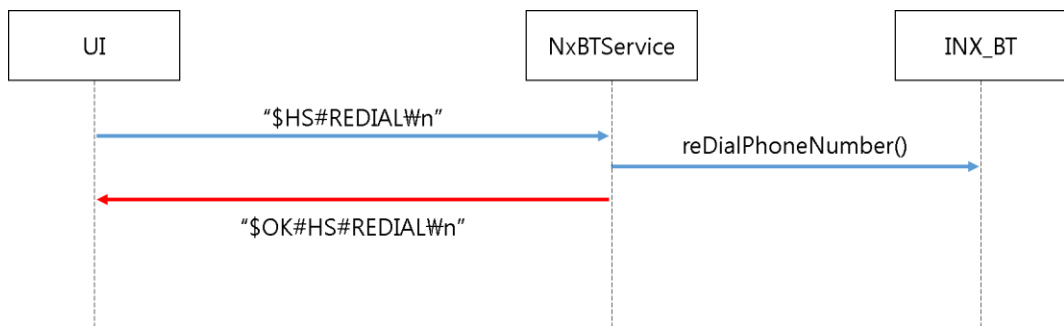 UI
NxBTService
INX_BT
“$HS#REDIAL₩n”
reDialPhoneNumber()
“$OK#HS#REDIAL₩n”